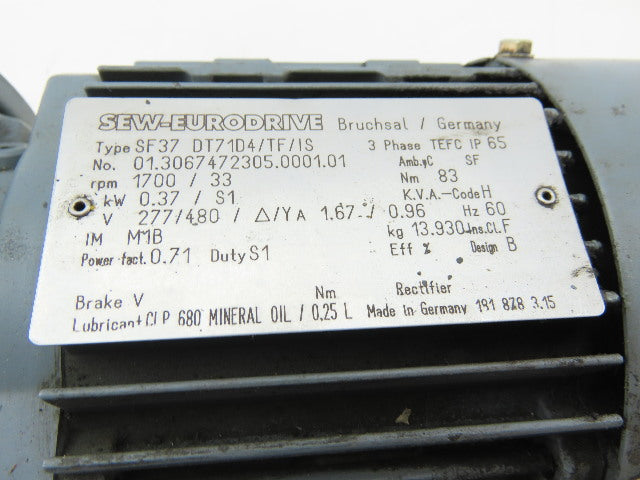 SEW-EURODRIVE Bruchsal / Germany
Type SF37 DT71D4/TF/IS 3 Phase TEFC IP 65
No. 01.3067472305.0001.01 Amb.°C SF
rpm 1700 / 33 Nm 83
kW 0.37 / S1 K.V.A.-Code H
V 277/480 / Δ/Y A 1.67 / 0.96 Hz 60
IM M1B kg 13.930 Ins.Cl. F
Power fact. 0.71 Duty S1 Eff % Design B
Brake V Nm Rectifier
Lubricant CLP 680 MINERAL OIL / 0.25 L Made in Germany 181 828 3.15